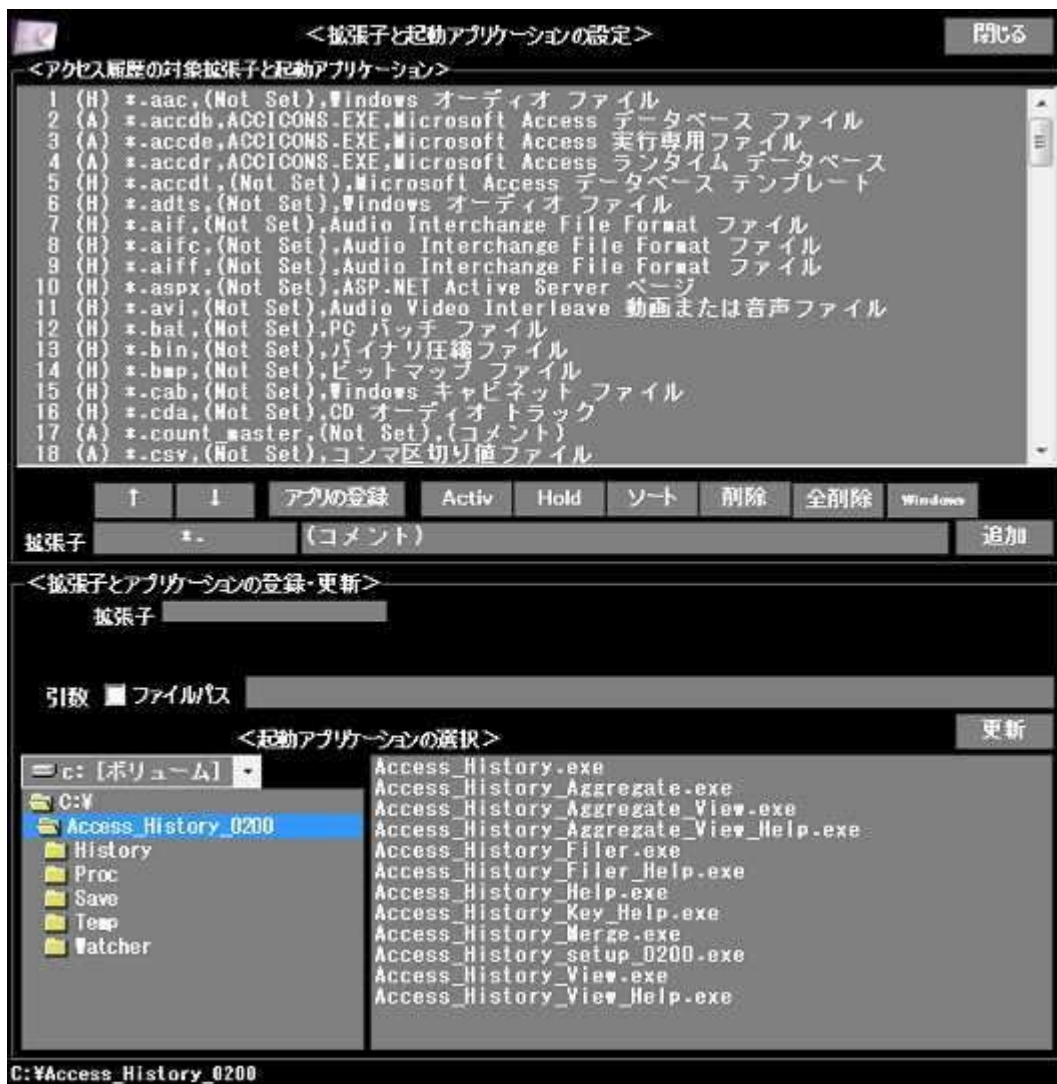 ＜拡張子と起動アプリケーションの設定＞
閉じる
＜アクセス履歴の対象拡張子と起動アプリケーション＞
1 (H) *.aac,(Not Set),Windows オーディオ ファイル
2 (A) *.accdb,ACCICONS.EXE,Microsoft Access データベース ファイル
3 (A) *.accde,ACCICONS.EXE,Microsoft Access 実行専用ファイル
4 (A) *.accdr,ACCICONS.EXE,Microsoft Access ランタイム データベース
5 (H) *.accdt,(Not Set),Microsoft Access データベース テンプレート
6 (H) *.adts,(Not Set),Windows オーディオ ファイル
7 (H) *.aif,(Not Set),Audio Interchange File Format ファイル
8 (H) *.aifc,(Not Set),Audio Interchange File Format ファイル
9 (H) *.aiff,(Not Set),Audio Interchange File Format ファイル
10 (H) *.aspx,(Not Set),ASP.NET Active Server ページ
11 (H) *.avi,(Not Set),Audio Video Interleave 動画または音声ファイル
12 (H) *.bat,(Not Set),PC バッチ ファイル
13 (H) *.bin,(Not Set),バイナリ圧縮ファイル
14 (H) *.bmp,(Not Set),ビットマップ ファイル
15 (H) *.cab,(Not Set),Windows キャビネット ファイル
16 (H) *.cda,(Not Set),CD オーディオ トラック
17 (A) *.count_master,(Not Set),(コメント)
18 (A) *.csv,(Not Set),コンマ区切り値ファイル
↑ ↓ アプリの登録 Activ Hold ソート 削除 全削除 Windows
拡張子 *. (コメント) 追加
＜拡張子とアプリケーションの登録・更新＞
拡張子
引数 ファイルパス
更新
＜起動アプリケーションの選択＞
c: [ボリューム]
C:¥
Access_History_0200
History
Proc
Save
Temp
Watcher
Access_History.exe
Access_History_Aggregate.exe
Access_History_Aggregate_View.exe
Access_History_Aggregate_View_Help.exe
Access_History_Filer.exe
Access_History_Filer_Help.exe
Access_History_Help.exe
Access_History_Key_Help.exe
Access_History_Merge.exe
Access_History_setup_0200.exe
Access_History_View.exe
Access_History_View_Help.exe
C:¥Access_History_0200